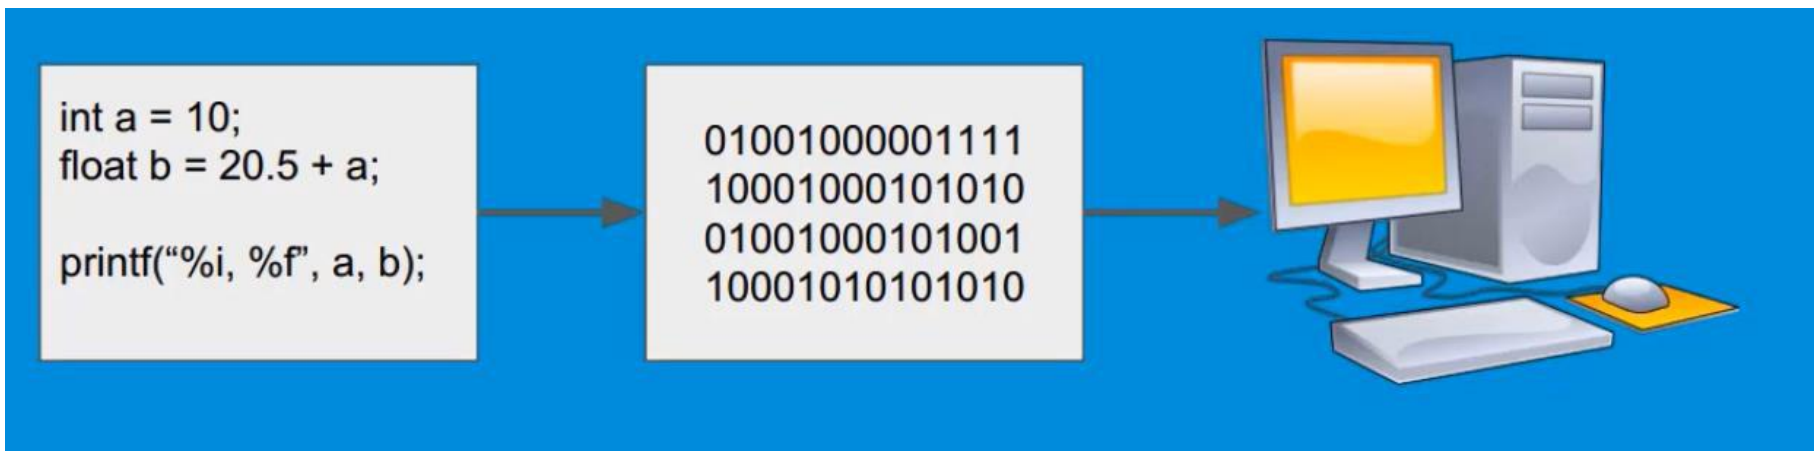 int a = 10;
float b = 20.5 + a;
printf(“%i, %f”, a, b);
01001000001111
10001000101010
01001000101001
10001010101010